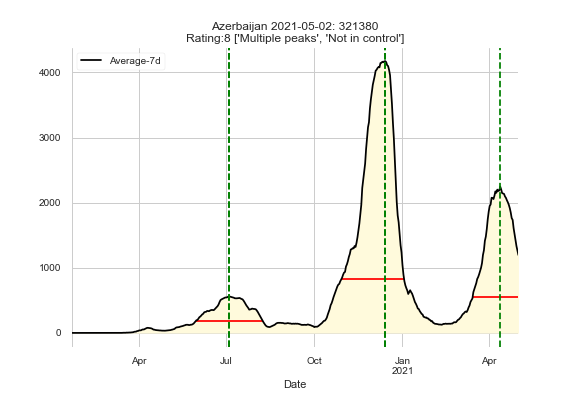 Azerbaijan 2021-05-02: 321380
Rating:8 ['Multiple peaks', 'Not in control']
Average-7d
4000
3000
2000
1000
0
Apr Jul Oct Jan Apr
2021
Date